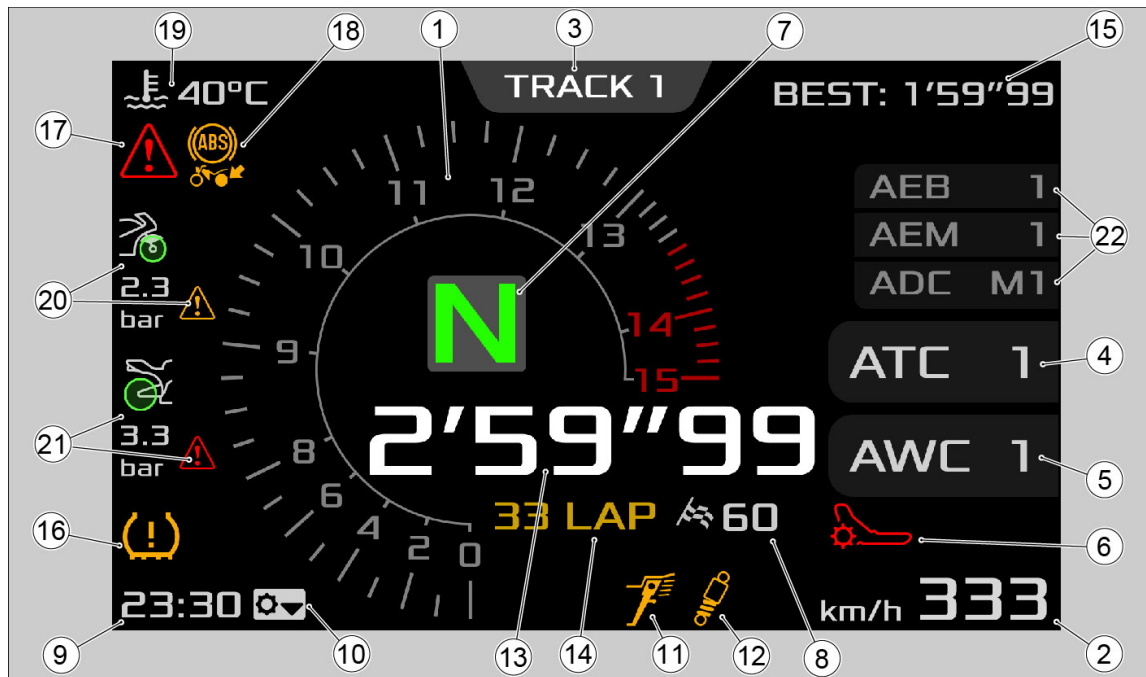 19 18 1 3 7 15
40°C
TRACK 1
BEST: 1'59"99
17
ABS
11 12
AEB 1
10 13
AEM 1
22
N
ADC M1
20
2.3
bar
9 14
15
ATC 1
4
21
3.3
bar
2'59"99
8
AWC 1
5
6
33 LAP
60
16
4
2
0
6
23:30
km/h 333
9 10 13 14 11 12 8 2